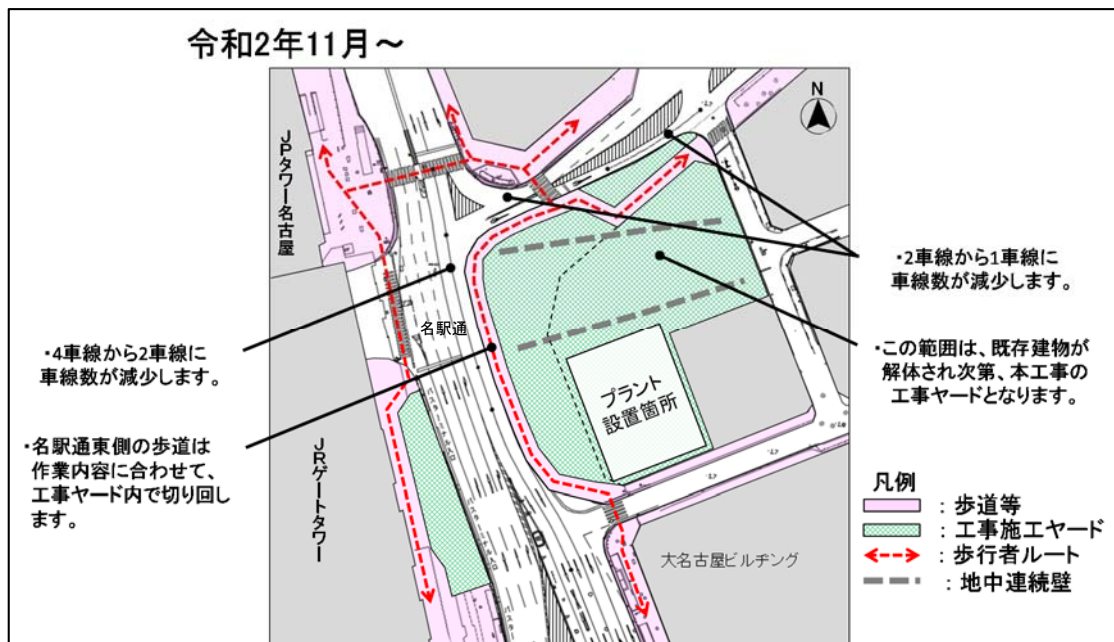 令和2年11月～
N
JPタワー名古屋
・2車線から1車線に
車線数が減少します。
名駅通
・4車線から2車線に
車線数が減少します。
・この範囲は、既存建物が
解体され次第、本工事の
工事ヤードとなります。
プラント
設置箇所
・名駅通東側の歩道は
作業内容に合わせて、
工事ヤード内で切り回し
ます。
JRゲートタワー
大名古屋ビルヂング
凡例
：歩道等
：工事施工ヤード
：歩行者ルート
：地中連続壁